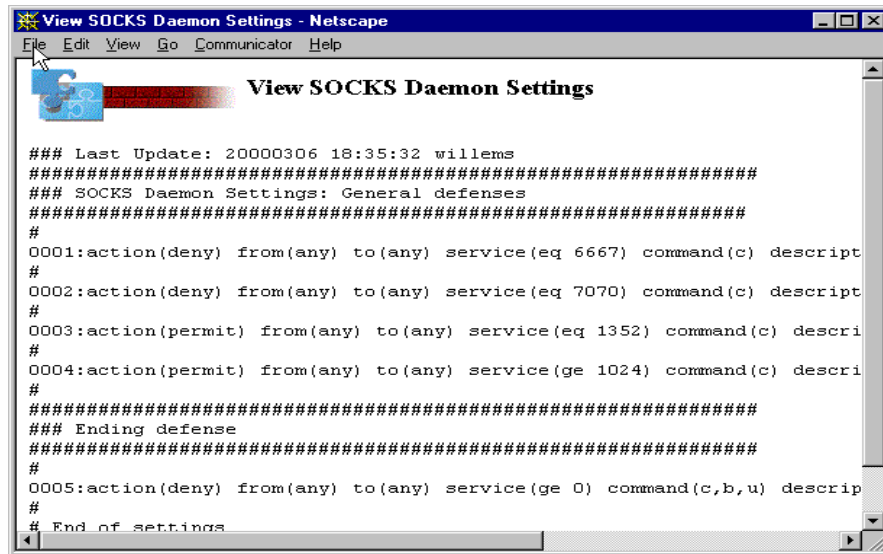 View SOCKS Daemon Settings - Netscape
File Edit View Go Communicator Help
View SOCKS Daemon Settings
### Last Update: 20000306 18:35:32 willems
###############################################################
### SOCKS Daemon Settings: General defenses
##############################################################
#
0001:action(deny) from(any) to(any) service(eq 6667) command(c) descript
#
0002:action(deny) from(any) to(any) service(eq 7070) command(c) descript
#
0003:action(permit) from(any) to(any) service(eq 1352) command(c) descri
#
0004:action(permit) from(any) to(any) service(ge 1024) command(c) descri
#
###############################################################
### Ending defense
###############################################################
#
0005:action(deny) from(any) to(any) service(ge 0) command(c,b,u) descrip
#
# End of settings